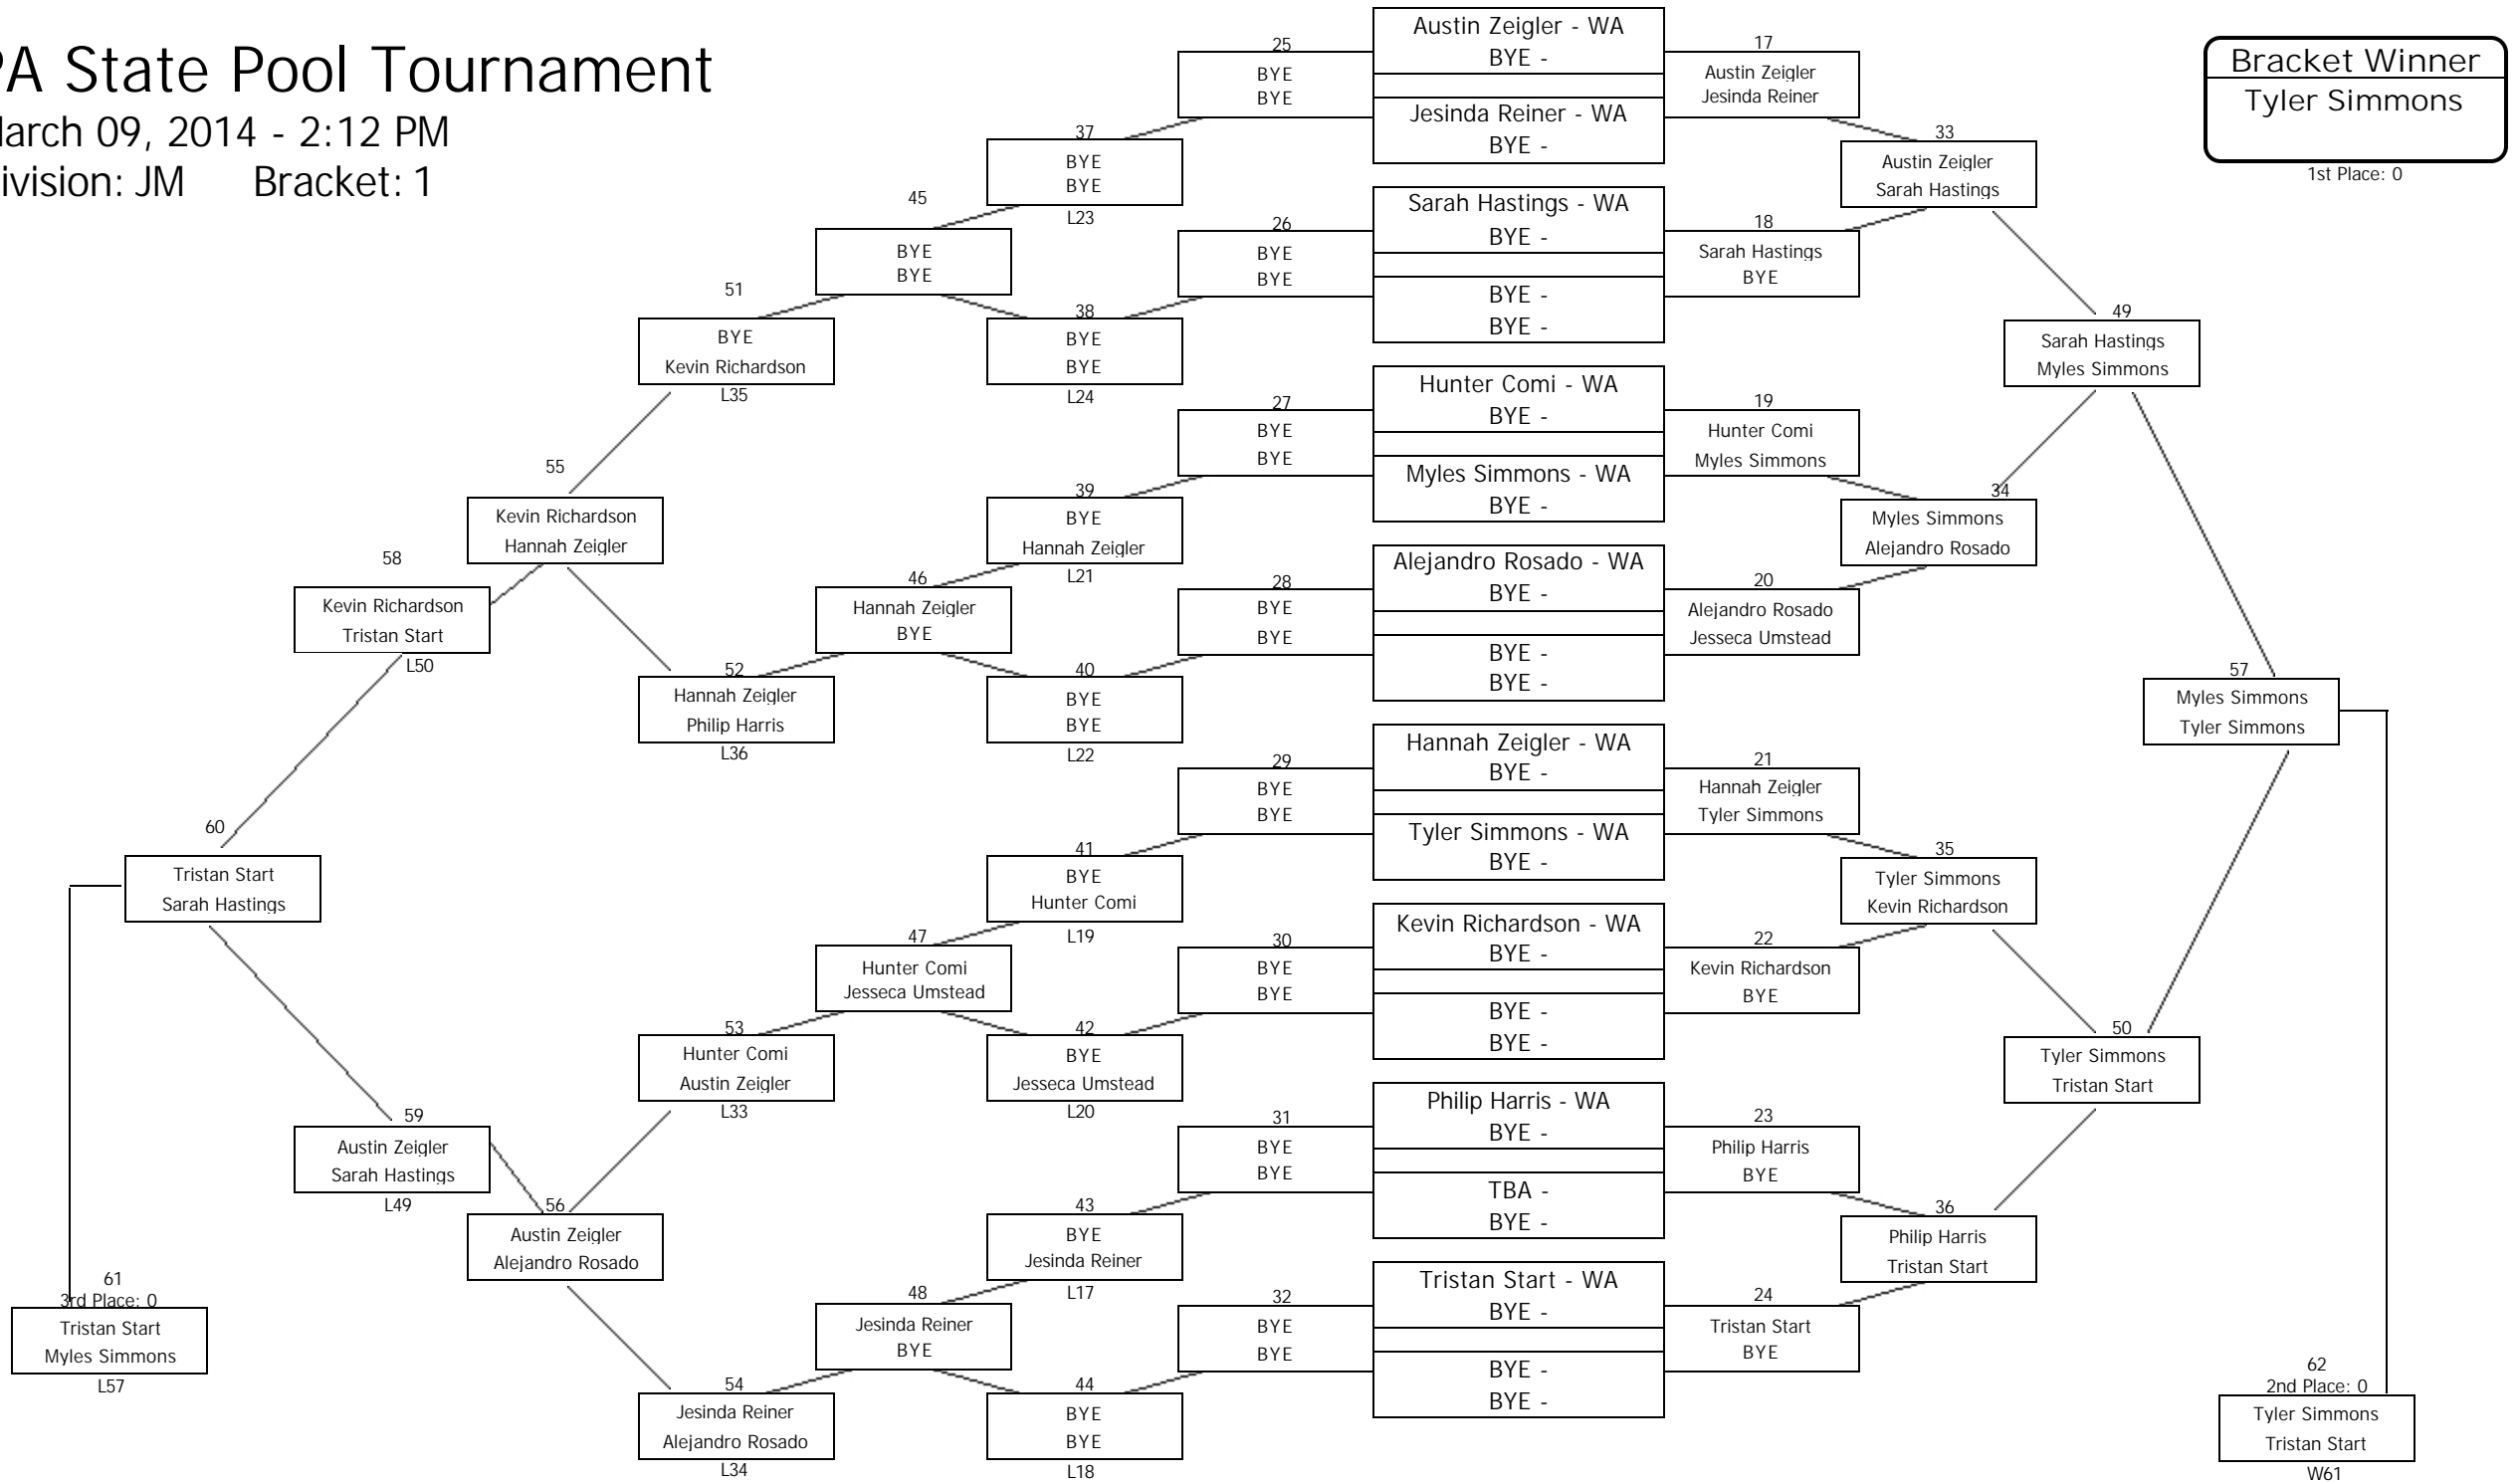 PA State Pool Tournament
March 09, 2014 - 2:12 PM
Division: JM Bracket: 1
Bracket Winner
Tyler Simmons
1st Place: 0
61
3rd Place: 0
Tristan Start
Myles Simmons
L57
60
Tristan Start
Sarah Hastings
58
Kevin Richardson
Tristan Start
L50
59
Austin Zeigler
Sarah Hastings
L49
55
Kevin Richardson
Hannah Zeigler
56
Austin Zeigler
Alejandro Rosado
51
BYE
Kevin Richardson
L35
52
Hannah Zeigler
Philip Harris
L36
53
Hunter Comi
Austin Zeigler
L33
54
Jesinda Reiner
Alejandro Rosado
L34
45
BYE
BYE
46
Hannah Zeigler
BYE
47
Hunter Comi
Jesseca Umstead
48
Jesinda Reiner
BYE
37
BYE
BYE
L23
38
BYE
BYE
L24
39
BYE
Hannah Zeigler
L21
40
BYE
BYE
L22
41
BYE
Hunter Comi
L19
42
BYE
Jesseca Umstead
L20
43
BYE
Jesinda Reiner
L17
44
BYE
BYE
L18
25
BYE
BYE
26
BYE
BYE
27
BYE
BYE
28
BYE
BYE
29
BYE
BYE
30
BYE
BYE
31
BYE
BYE
32
BYE
BYE
Austin Zeigler - WA
BYE -
Jesinda Reiner - WA
BYE -
Sarah Hastings - WA
BYE -
BYE -
BYE -
Hunter Comi - WA
BYE -
Myles Simmons - WA
BYE -
Alejandro Rosado - WA
BYE -
BYE -
BYE -
Hannah Zeigler - WA
BYE -
Tyler Simmons - WA
BYE -
Kevin Richardson - WA
BYE -
BYE -
BYE -
Philip Harris - WA
BYE -
TBA -
BYE -
Tristan Start - WA
BYE -
BYE -
BYE -
17
Austin Zeigler
Jesinda Reiner
18
Sarah Hastings
BYE
19
Hunter Comi
Myles Simmons
20
Alejandro Rosado
Jesseca Umstead
21
Hannah Zeigler
Tyler Simmons
22
Kevin Richardson
BYE
23
Philip Harris
BYE
24
Tristan Start
BYE
33
Austin Zeigler
Sarah Hastings
34
Myles Simmons
Alejandro Rosado
35
Tyler Simmons
Kevin Richardson
36
Philip Harris
Tristan Start
49
Sarah Hastings
Myles Simmons
50
Tyler Simmons
Tristan Start
57
Myles Simmons
Tyler Simmons
62
2nd Place: 0
Tyler Simmons
Tristan Start
W61